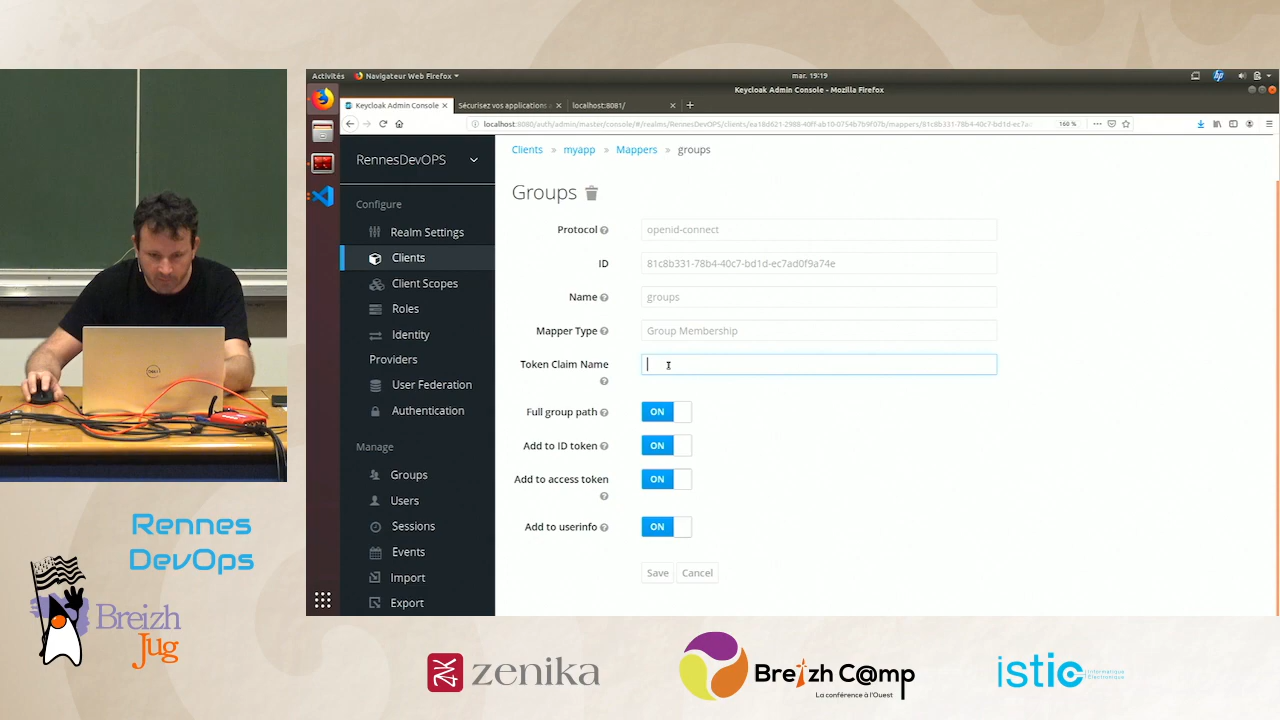 Activités
Navigateur Web Firefox
mar. 19:19
Keycloak Admin Console - Mozilla Firefox
Keycloak Admin Console
Sécurisez vos applications
localhost:8081/
160 %
RennesDevOPS
Configure
Realm Settings
Clients
Client Scopes
Roles
Identity
Providers
User Federation
Authentication
Manage
Groups
Users
Sessions
Events
Import
Export
Clients » myapp » Mappers » groups
Groups
Protocol
openid-connect
ID
81c8b331-78b4-40c7-bd1d-ec7ad0f9a74e
Name
groups
Mapper Type
Group Membership
Token Claim Name
Full group path
ON
Add to ID token
ON
Add to access token
ON
Add to userinfo
ON
Save
Cancel
DELL
Rennes
DevOps
Breizh
Jug
zenika
Breizh C@mp
La conférence à l'Ouest
istic
Informatique
Électronique